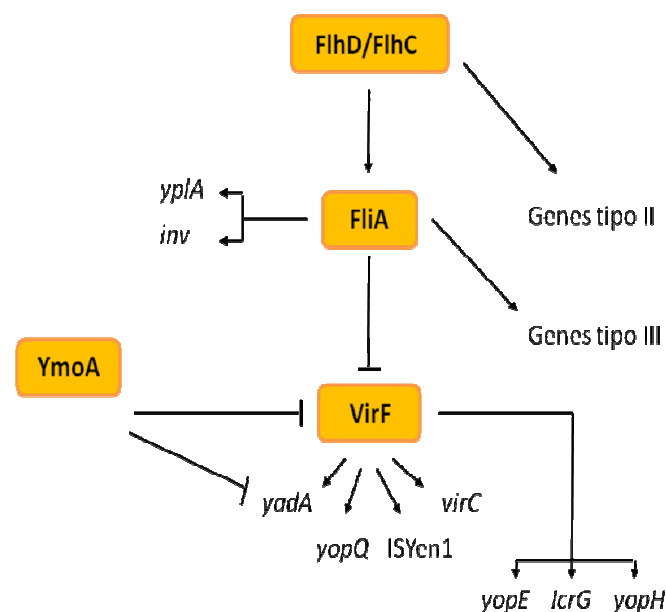 FlhD/FlhC
yplA
inv
FliA
Genes tipo II
Genes tipo III
YmoA
VirF
yadA
virC
yopQ
ISYen1
yopE
lcrG
yopH